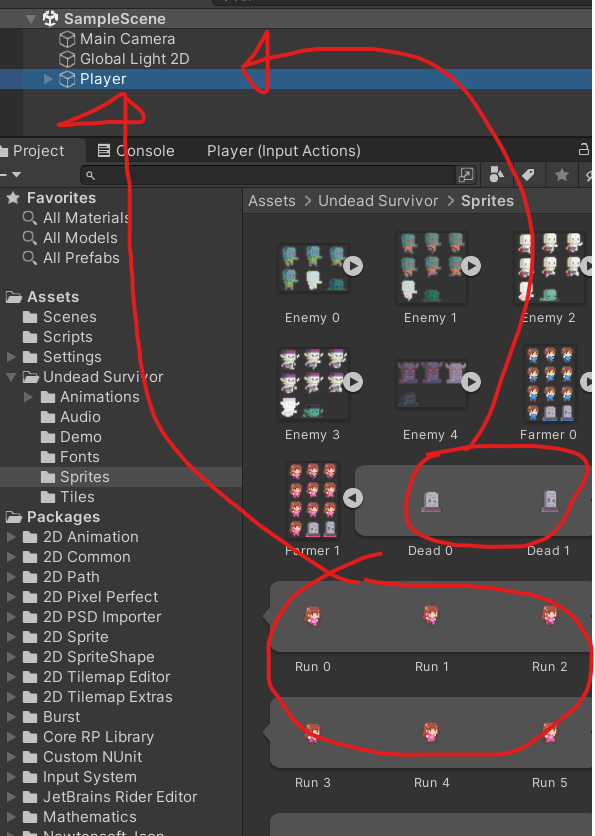 SampleScene
Main Camera
Global Light 2D
Player
Project
Console
Player (Input Actions)
Favorites
All Materials
All Models
All Prefabs
Assets
Scenes
Scripts
Settings
Undead Survivor
Animations
Audio
Demo
Fonts
Sprites
Tiles
Packages
2D Animation
2D Common
2D Path
2D Pixel Perfect
2D PSD Importer
2D Sprite
2D SpriteShape
2D Tilemap Editor
2D Tilemap Extras
Burst
Core RP Library
Custom NUnit
Input System
JetBrains Rider Editor
Mathematics
Newtonsoft Json
Assets > Undead Survivor > Sprites
Enemy 0 Enemy 1 Enemy 2
Enemy 3 Enemy 4 Farmer 0
Farmer 1 Dead 0 Dead 1
Run 0 Run 1 Run 2
Run 3 Run 4 Run 5